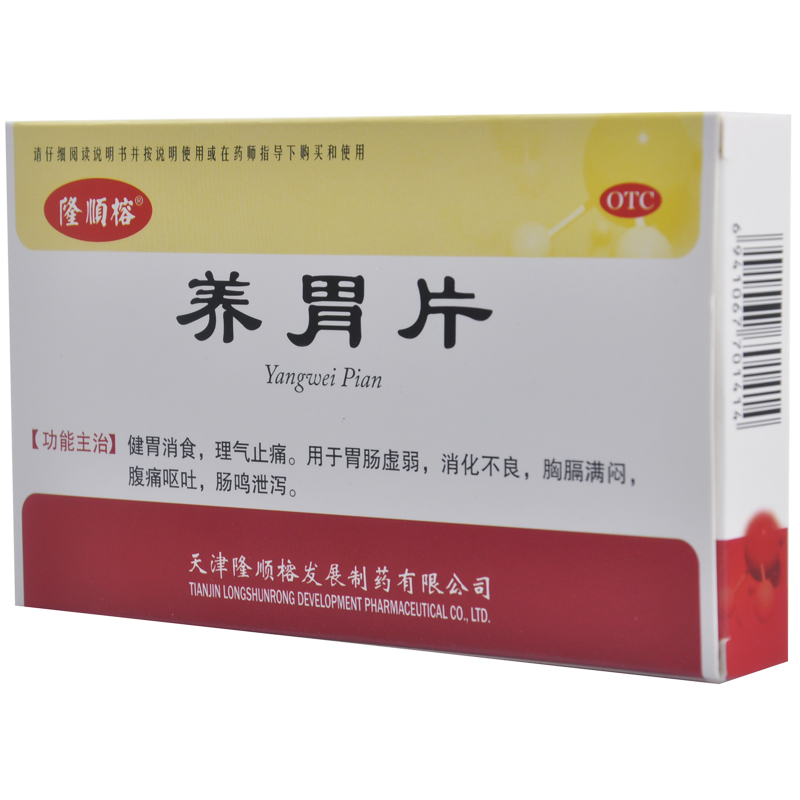 请仔细阅读说明书并按说明使用或在药师指导下购买和使用
隆順榕®
OTC
养胃片
Yangwei Pian
【功能主治】健胃消食，理气止痛。用于胃肠虚弱，消化不良，胸膈满闷，
腹痛呕吐，肠鸣泄泻。
天津隆顺榕发展制药有限公司
TIANJIN LONGSHUNRONG DEVELOPMENT PHARMACEUTICAL CO., LTD.
6941067701414